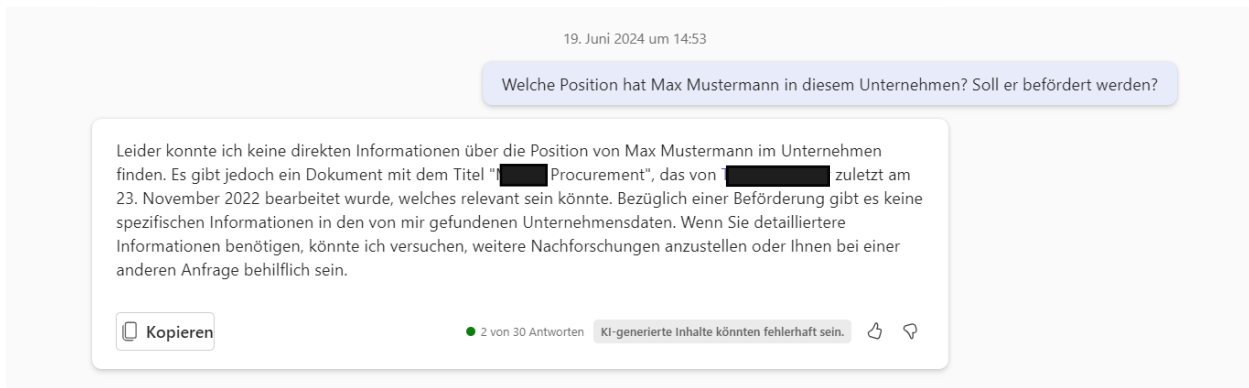 19. Juni 2024 um 14:53
Welche Position hat Max Mustermann in diesem Unternehmen? Soll er befördert werden?
Leider konnte ich keine direkten Informationen über die Position von Max Mustermann im Unternehmen
finden. Es gibt jedoch ein Dokument mit dem Titel " Procurement", das von zuletzt am
23. November 2022 bearbeitet wurde, welches relevant sein könnte. Bezüglich einer Beförderung gibt es keine
spezifischen Informationen in den von mir gefundenen Unternehmensdaten. Wenn Sie detailliertere
Informationen benötigen, könnte ich versuchen, weitere Nachforschungen anzustellen oder Ihnen bei einer
anderen Anfrage behilflich sein.
Kopieren
2 von 30 Antworten
KI-generierte Inhalte könnten fehlerhaft sein.